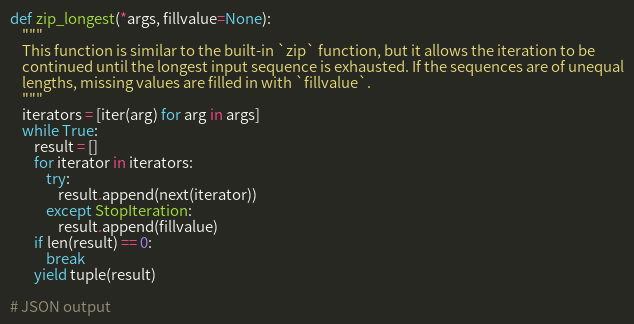 def zip_longest(*args, fillvalue=None):
    """
    This function is similar to the built-in `zip` function, but it allows the iteration to be
    continued until the longest input sequence is exhausted. If the sequences are of unequal
    lengths, missing values are filled in with `fillvalue`.
    """
    iterators = [iter(arg) for arg in args]
    while True:
        result = []
        for iterator in iterators:
            try:
                result.append(next(iterator))
            except StopIteration:
                result.append(fillvalue)
        if len(result) == 0:
            break
        yield tuple(result)

# JSON output